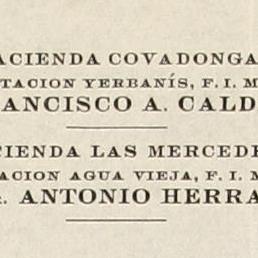 ACIENDA COVADONGA
TACION YERBANÍS, F. I. M
ANCISCO A. CALD
CIENDA LAS MERCEDE
ACION AGUA VIEJA, F. I. M
. ANTONIO HERRA